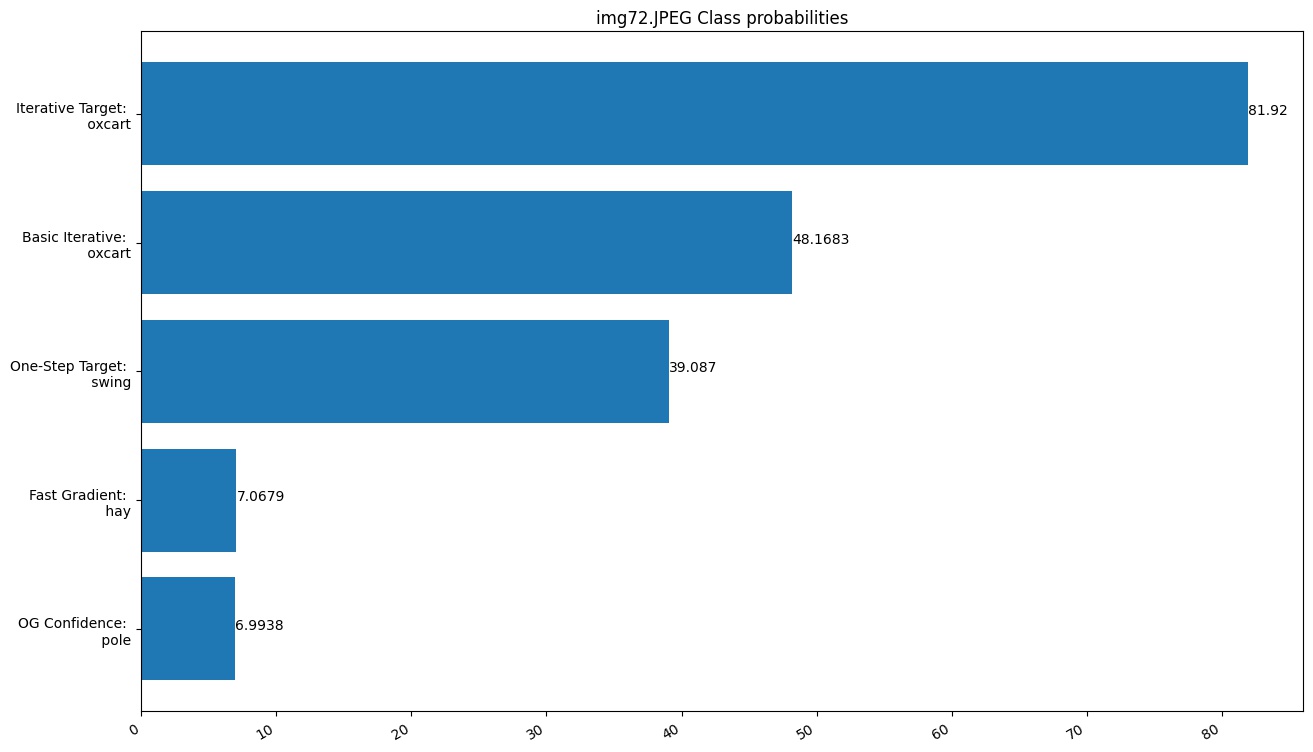 img72.JPEG Class probabilities
Iterative Target:
oxcart
81.92
Basic Iterative:
oxcart
48.1683
One-Step Target:
swing
39.087
Fast Gradient:
hay
7.0679
OG Confidence:
pole
6.9938
0
10
20
30
40
50
60
70
80